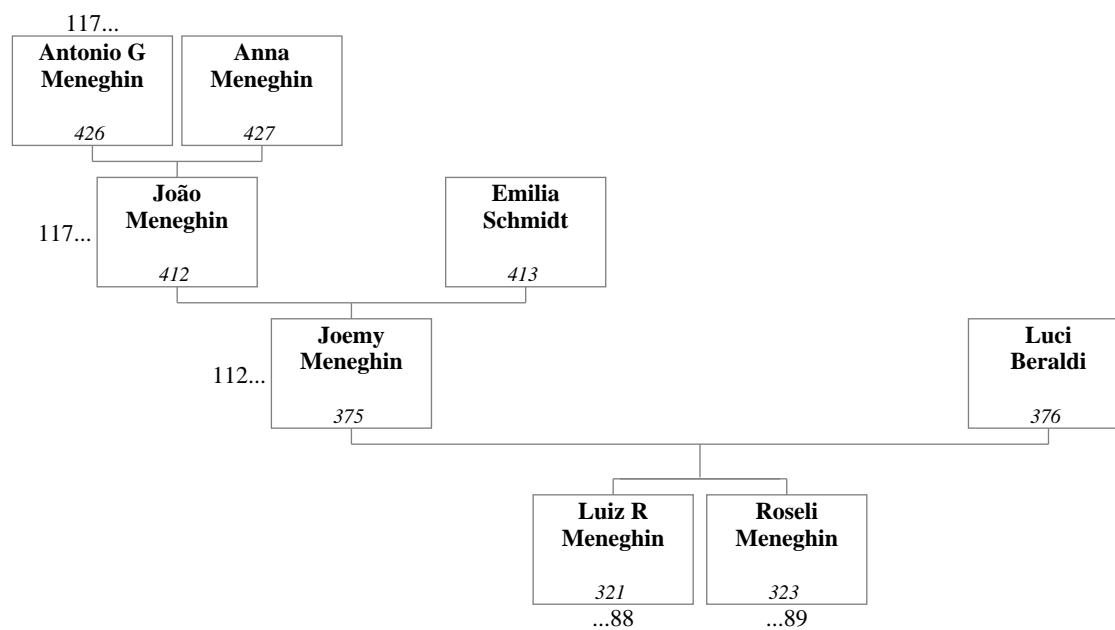 117...
Antonio G
Meneghin
426
Anna
Meneghin
427
117...
João
Meneghin
412
Emilia
Schmidt
413
112...
Joemy
Meneghin
375
Luci
Beraldi
376
Luiz R
Meneghin
321
...88
Roseli
Meneghin
323
...89